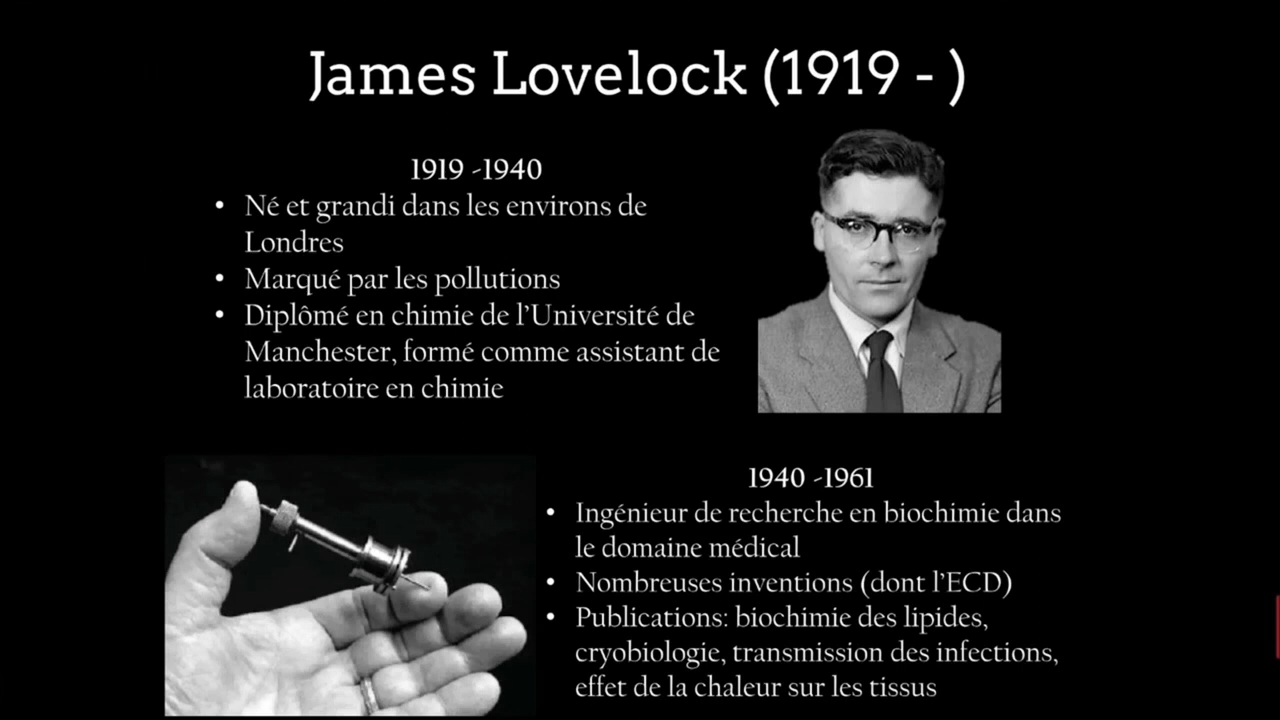 James Lovelock (1919 - )
1919 -1940
• Né et grandi dans les environs de
Londres
• Marqué par les pollutions
• Diplômé en chimie de l'Université de
Manchester, formé comme assistant de
laboratoire en chimie
1940 -1961
• Ingénieur de recherche en biochimie dans
le domaine médical
• Nombreuses inventions (dont l'ECD)
• Publications: biochimie des lipides,
cryobiologie, transmission des infections,
effet de la chaleur sur les tissus